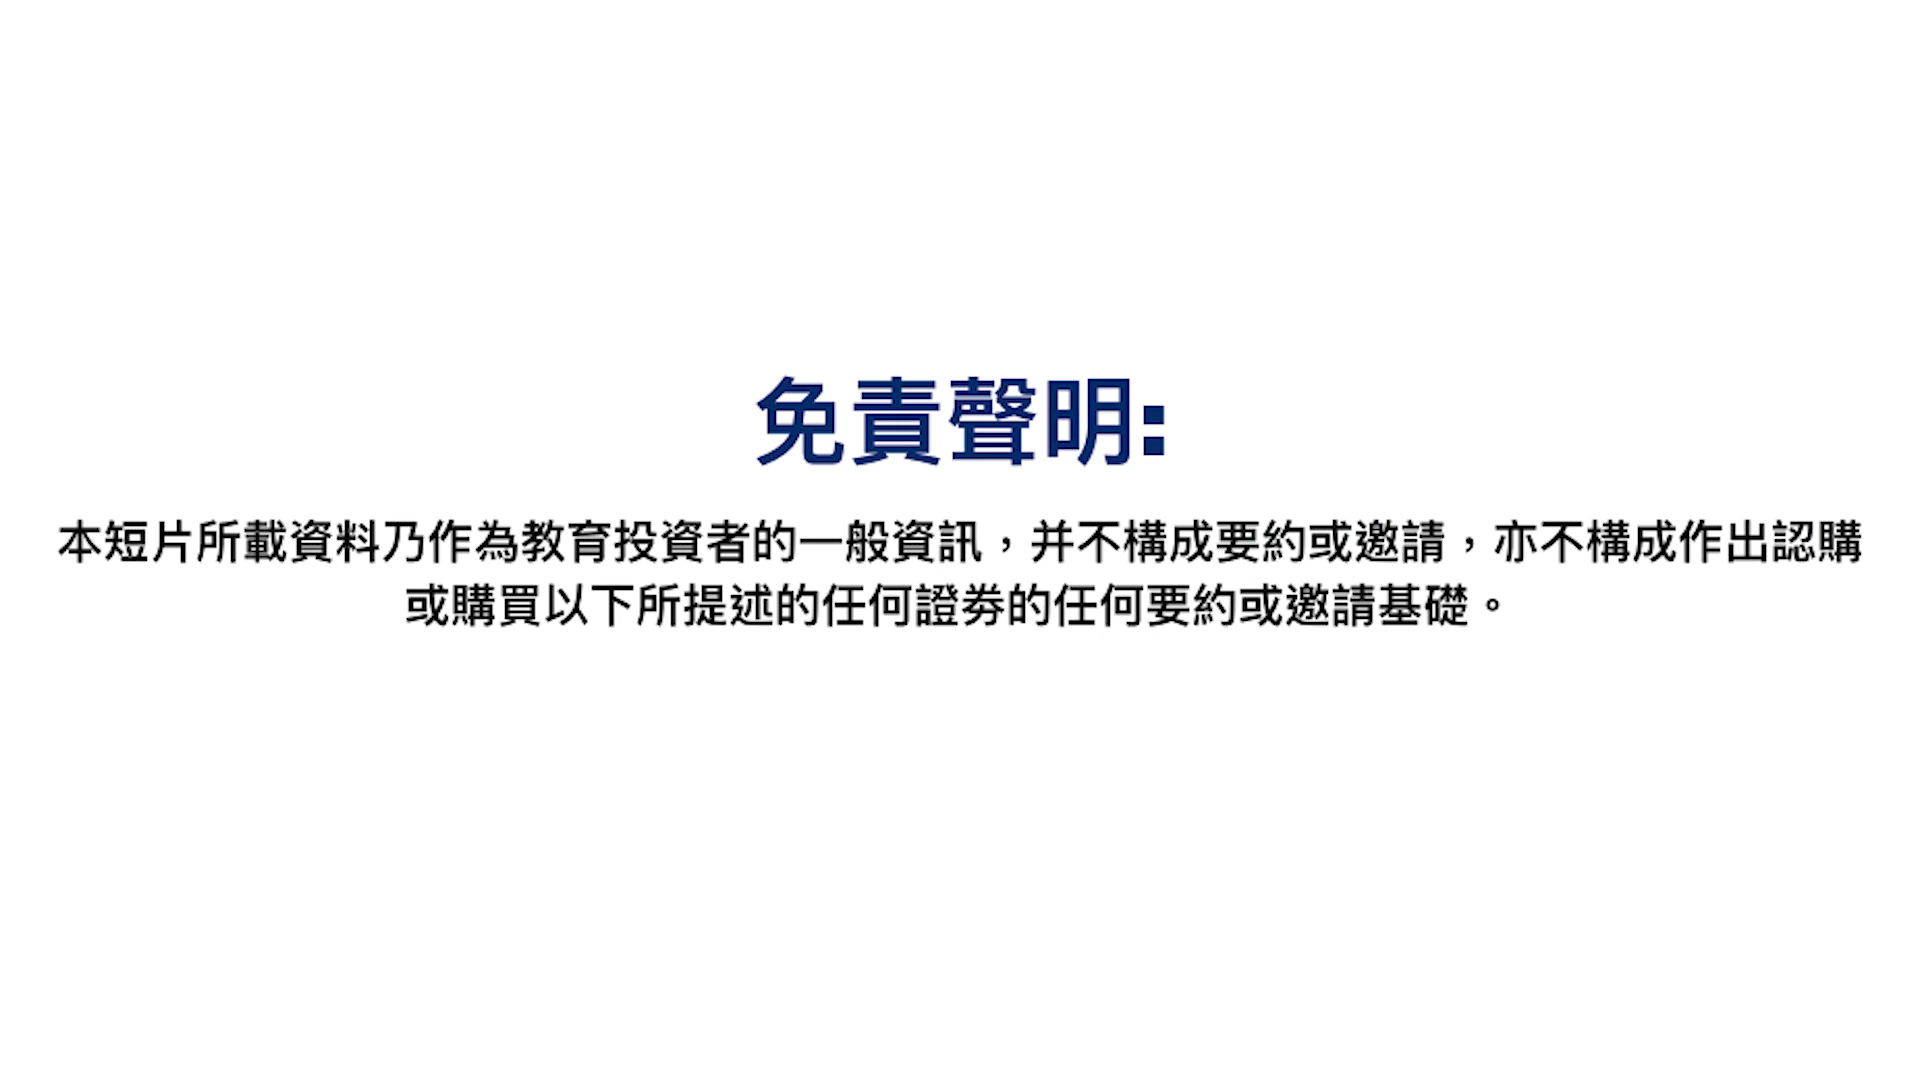 免責聲明:
本短片所載資料乃作為教育投資者的一般資訊，并不構成要約或邀請，亦不構成作出認購
或購買以下所提述的任何證券的任何要約或邀請基礎。